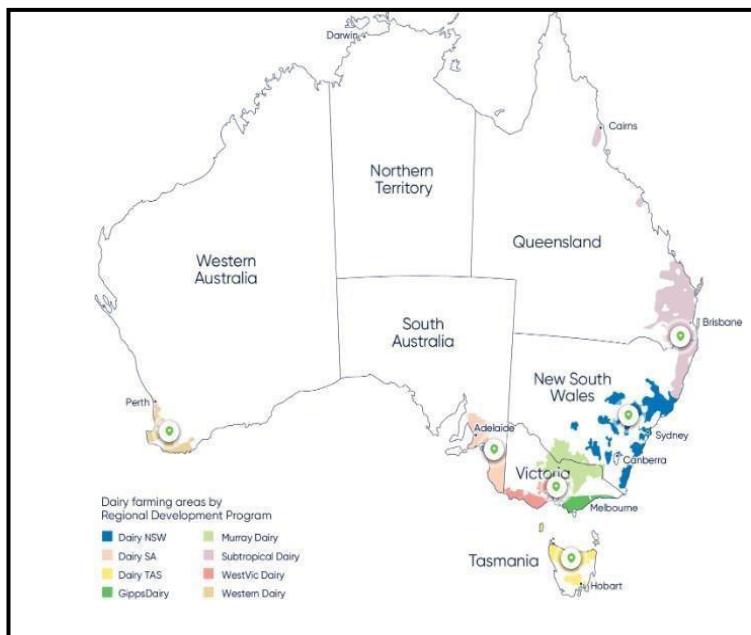 Darwin
Cairns
Northern
Territory
Queensland
Western
Australia
South
Australia
Brisbane
New South
Wales
Perth
Adelaide
Sydney
Canberra
Victoria
Melbourne
Dairy farming areas by
Regional Development Program
Dairy NSW
Murray Dairy
Dairy SA
Subtropical Dairy
Dairy TAS
WestVic Dairy
GippsDairy
Western Dairy
Tasmania
Hobart